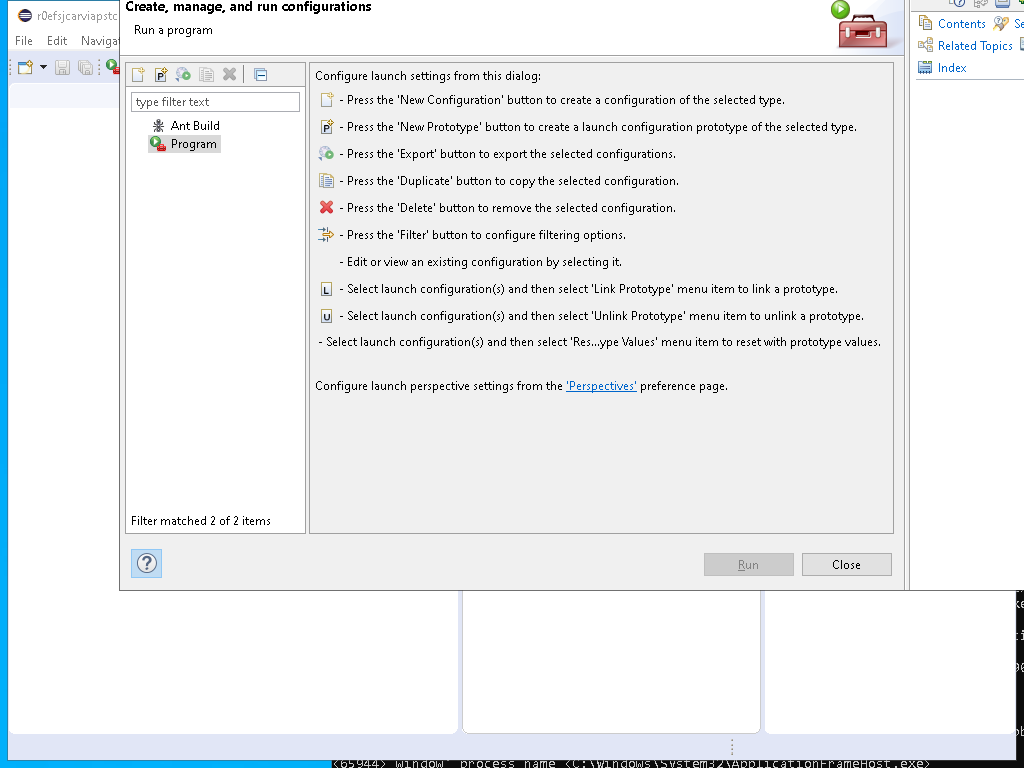 Create, manage, and run configurations
Run a program
r0efsjcarviapstc
File Edit Naviga
Contents
Related Topics
Index
type filter text
Ant Build
Program
Filter matched 2 of 2 items
Configure launch settings from this dialog:
- Press the 'New Configuration' button to create a configuration of the selected type.
- Press the 'New Prototype' button to create a launch configuration prototype of the selected type.
- Press the 'Export' button to export the selected configurations.
- Press the 'Duplicate' button to copy the selected configuration.
- Press the 'Delete' button to remove the selected configuration.
- Press the 'Filter' button to configure filtering options.
- Edit or view an existing configuration by selecting it.
L - Select launch configuration(s) and then select 'Link Prototype' menu item to link a prototype.
U - Select launch configuration(s) and then select 'Unlink Prototype' menu item to unlink a prototype.
- Select launch configuration(s) and then select 'Res...ype Values' menu item to reset with prototype values.
Configure launch perspective settings from the 'Perspectives' preference page.
? Run Close
<65944> window process name <C:\Windows\System32\ApplicationFrameHost.exe>